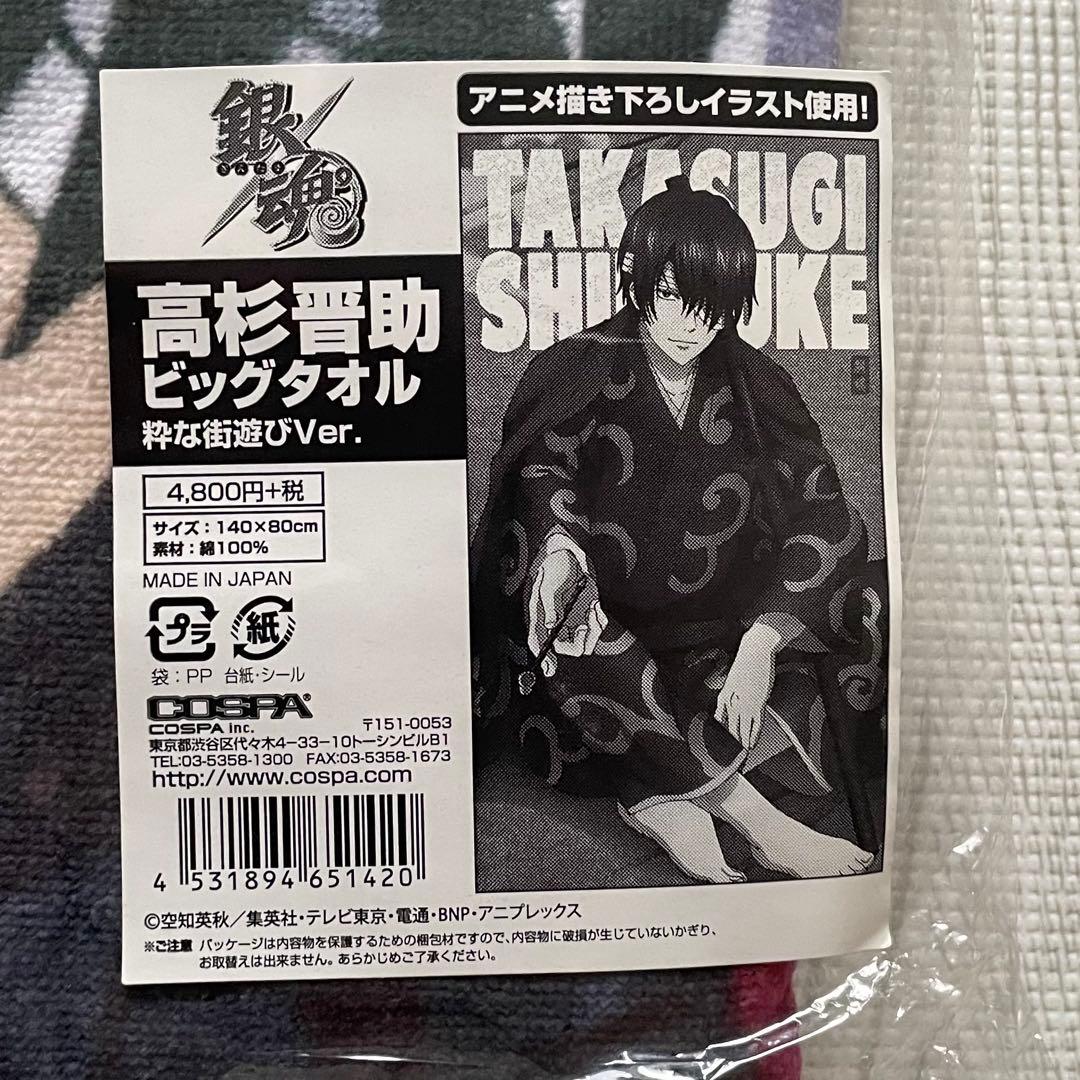 銀魂
ぎんたま
アニメ描き下ろしイラスト使用!
高杉晋助
ビッグタオル
粋な街遊びVer.
4,800円+税
サイズ:140×80cm
素材:綿100%
MADE IN JAPAN
プラ
紙
袋:PP 台紙・シール
COSPA®
COSPA inc. 〒151-0053
東京都渋谷区代々木4-33-10トーシンビルB1
TEL:03-5358-1300 FAX:03-5358-1673
http://www.cospa.com
4 531894 651420
©空知英秋/集英社・テレビ東京・電通・BNP・アニプレックス
※ご注意 パッケージは内容物を保護するための梱包材ですので、内容物に破損が生じていないかぎり、
お取替えは出来ません。あらかじめご了承ください。
TAKASUGI